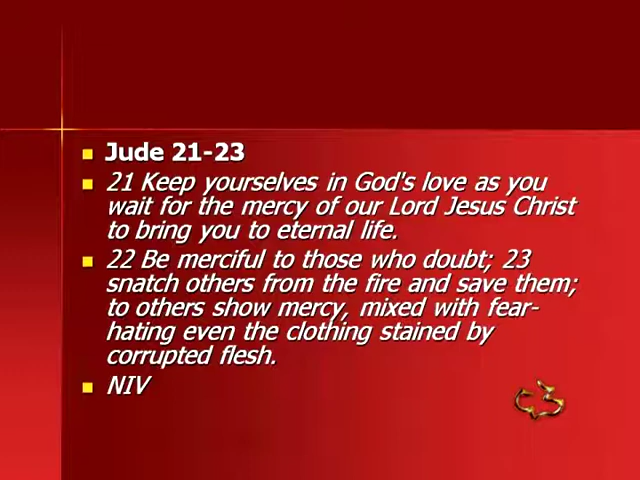 Jude 21-23
21 Keep yourselves in God's love as you
wait for the mercy of our Lord Jesus Christ
to bring you to eternal life.
22 Be merciful to those who doubt; 23
snatch others from the fire and save them;
to others show mercy, mixed with fear-
hating even the clothing stained by
corrupted flesh.
NIV